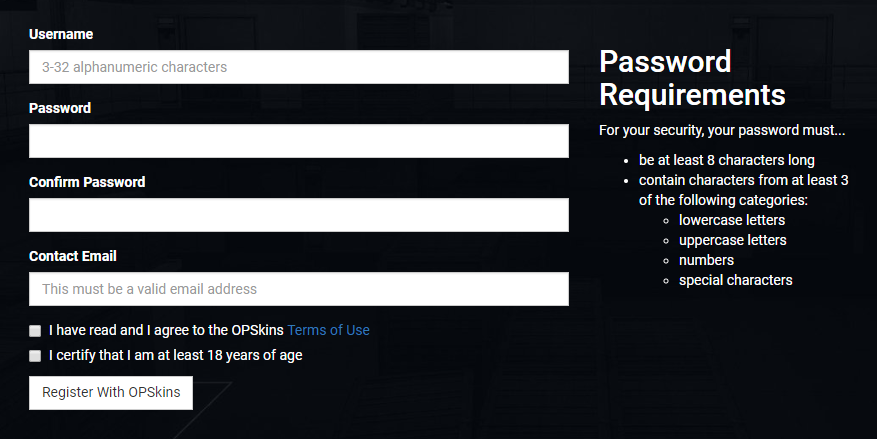 Username
3-32 alphanumeric characters
Password
Confirm Password
Contact Email
This must be a valid email address
I have read and I agree to the OPSkins Terms of Use
I certify that I am at least 18 years of age
Register With OPSkins
Password
Requirements
For your security, your password must...
be at least 8 characters long
contain characters from at least 3
of the following categories:
lowercase letters
uppercase letters
numbers
special characters